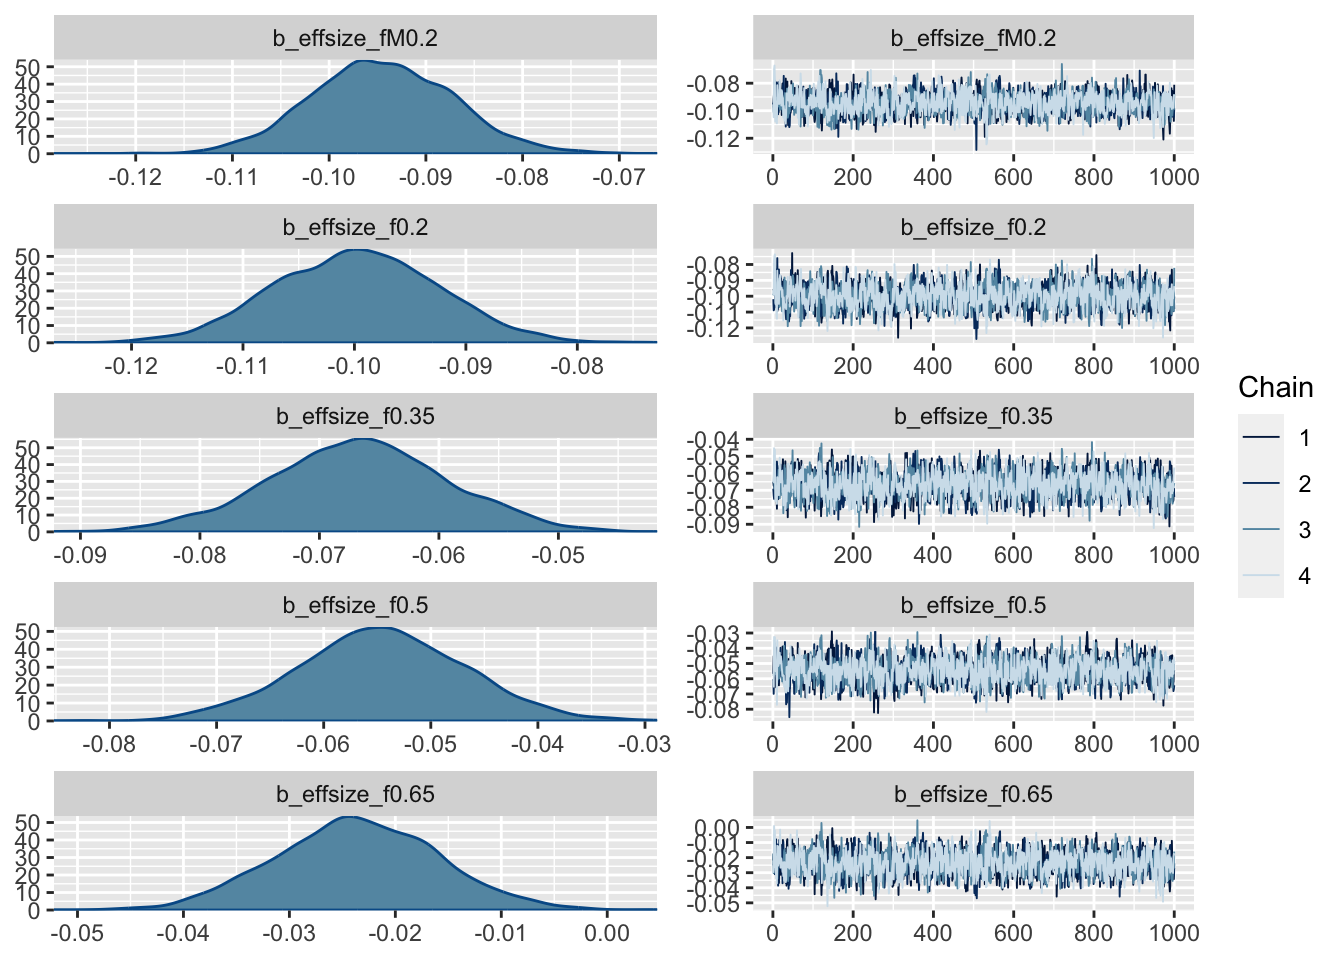 b_effsize_fM0.2
50
40
30
20
10
0
-0.12 -0.11 -0.10 -0.09 -0.08 -0.07
b_effsize_fM0.2
-0.08
-0.10
-0.12
0 200 400 600 800 1000
b_effsize_f0.2
50
40
30
20
10
0
-0.12 -0.11 -0.10 -0.09 -0.08
b_effsize_f0.2
-0.08
-0.09
-0.10
-0.11
-0.12
0 200 400 600 800 1000
b_effsize_f0.35
50
40
30
20
10
0
-0.09 -0.08 -0.07 -0.06 -0.05
b_effsize_f0.35
-0.04
-0.05
-0.06
-0.07
-0.08
-0.09
0 200 400 600 800 1000
b_effsize_f0.5
50
40
30
20
10
0
-0.08 -0.07 -0.06 -0.05 -0.04 -0.03
b_effsize_f0.5
-0.03
-0.04
-0.05
-0.06
-0.07
-0.08
0 200 400 600 800 1000
b_effsize_f0.65
50
40
30
20
10
0
-0.05 -0.04 -0.03 -0.02 -0.01 0.00
b_effsize_f0.65
0.00
-0.01
-0.02
-0.03
-0.04
-0.05
0 200 400 600 800 1000
Chain
1
2
3
4